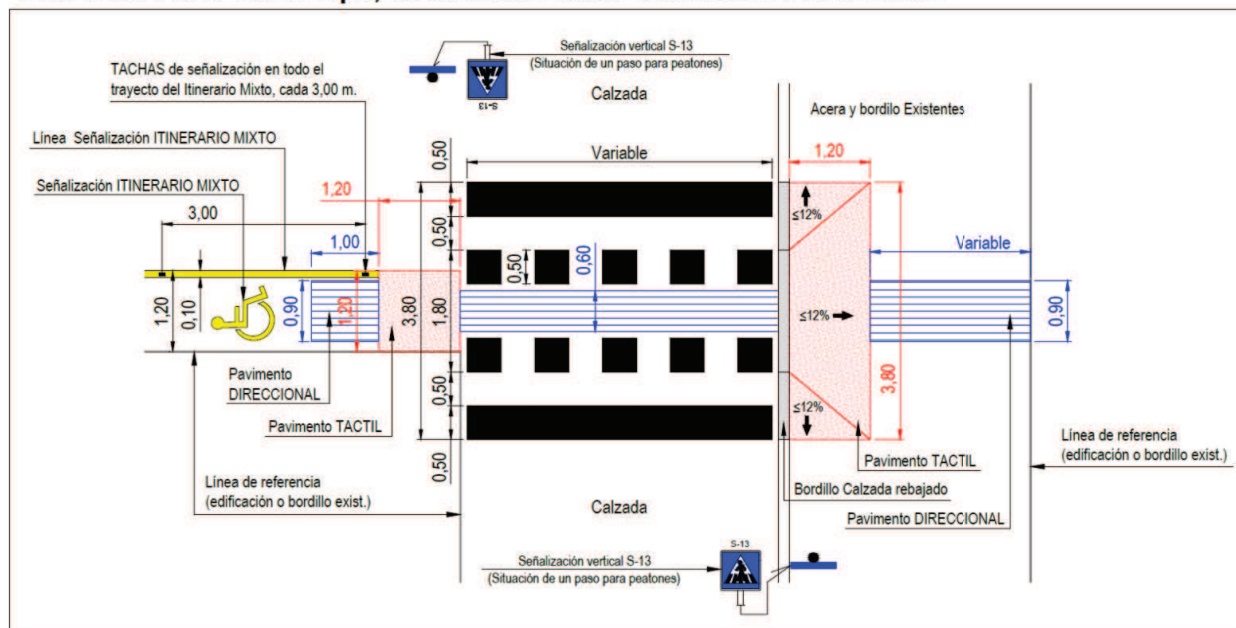 Señalización vertical S-13
(Situación de un paso para peatones)
S-13
TACHAS de señalización en todo el
trayecto del Itinerario Mixto, cada 3,00 m.
Calzada
Acera y bordilo Existentes
Línea Señalización ITINERARIO MIXTO
Variable
1,20
0,50
Señalización ITINERARIO MIXTO
1,20
3,00
≤12%
0,50
1,00
Variable
0,50
0,60
1,20
0,10
0,90
1,20
3,80
1,80
≤12%
0,90
3,80
Pavimento
DIRECCIONAL
0,50
≤12%
Pavimento TACTIL
Línea de referencia
(edificación o bordillo exist.)
Pavimento TACTIL
0,50
Línea de referencia
(edificación o bordillo exist.)
Bordillo Calzada rebajado
Calzada
Pavimento DIRECCIONAL
S-13
Señalización vertical S-13
(Situación de un paso para peatones)